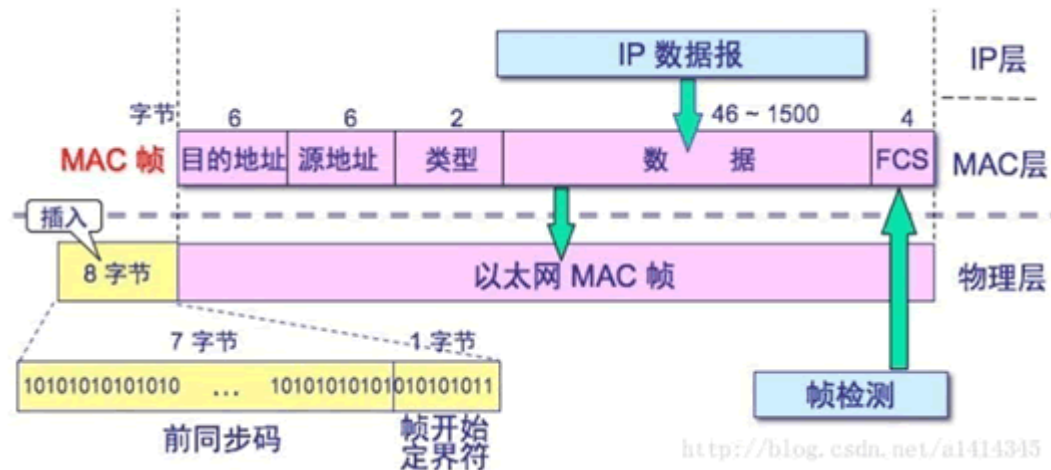 IP 数据报
IP层
字节 6 6 2 46 ~ 1500 4
MAC 帧 目的地址 源地址 类型 数 据 FCS MAC层
插入
8 字节 以太网 MAC 帧 物理层
7 字节 1 字节
10101010101010 ... 10101010101010101011
前同步码 帧开始
定界符
帧检测
http://blog.csdn.net/a1414345